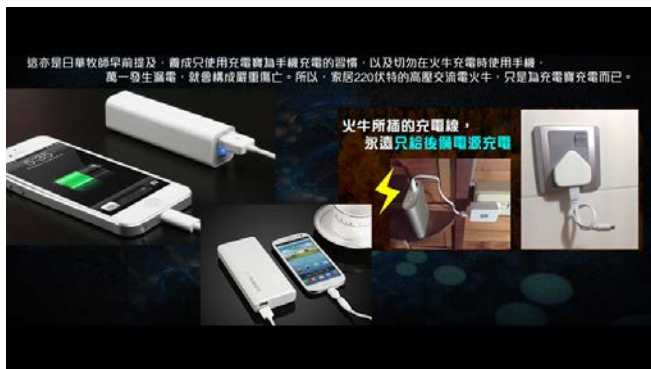 這亦是日華牧師早前提及，養成只使用充電寶為手機充電的習慣，以及切勿在火牛充電時使用手機，
萬一發生漏電，就會構成嚴重傷亡。所以，家居220伏特的高壓交流電火牛，只是為充電寶充電而已。
火牛所插的充電線，
永遠只給後備電源充電